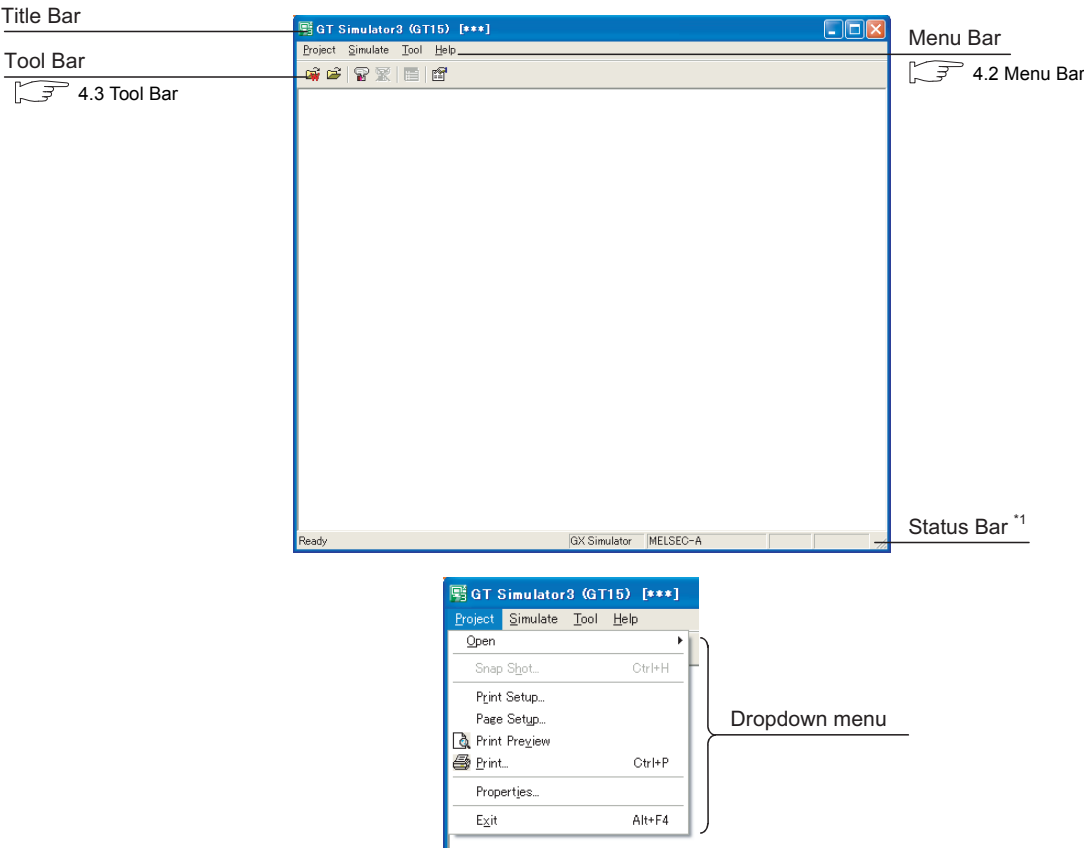 Title Bar
GT Simulator3 (GT15) [***]
Menu Bar
Project Simulate Tool Help
Tool Bar
4.2 Menu Bar
4.3 Tool Bar
Status Bar *1
Ready GX Simulator MELSEC-A
GT Simulator3 (GT15) [***]
Project Simulate Tool Help
Open
Snap Shot... Ctrl+H
Print Setup...
Page Setup...
Print Preview
Print... Ctrl+P
Properties...
Exit Alt+F4
Dropdown menu